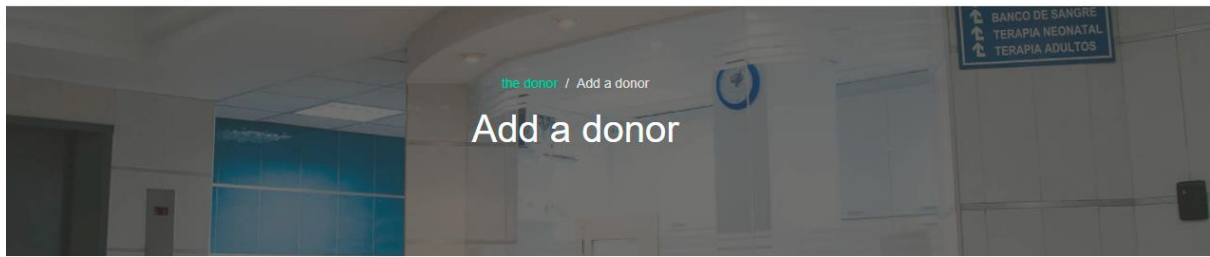 BANCO DE SANGRE
TERAPIA NEONATAL
TERAPIA ADULTOS
the donor / Add a donor
Add a donor